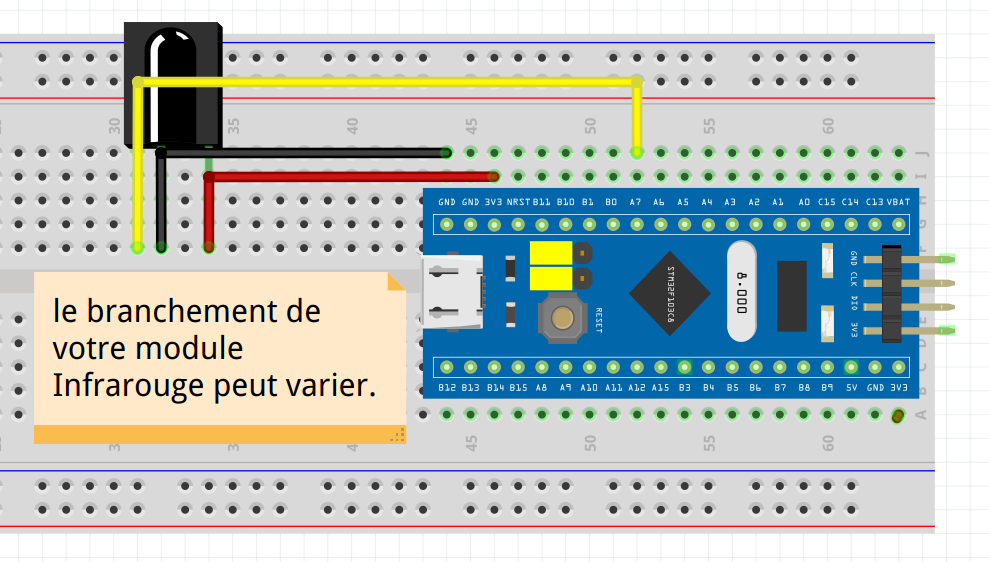 30 35 40 45 50 55 60
J
I
H
GND GND 3V3 NRST B11 B10 B1 B0 A7 A6 A5 A4 A3 A2 A1 A0 C15 C14 C13 VBAT
G
F
GND
CLK
DIO
3V3
STM32F103C8
8.000
RESET
E
D
C
B12 B13 B14 B15 A8 A9 A10 A11 A12 A15 B3 B4 B5 B6 B7 B8 B9 5V GND 3V3
B
A
le branchement de
votre module
Infrarouge peut varier.
45 50 55 60